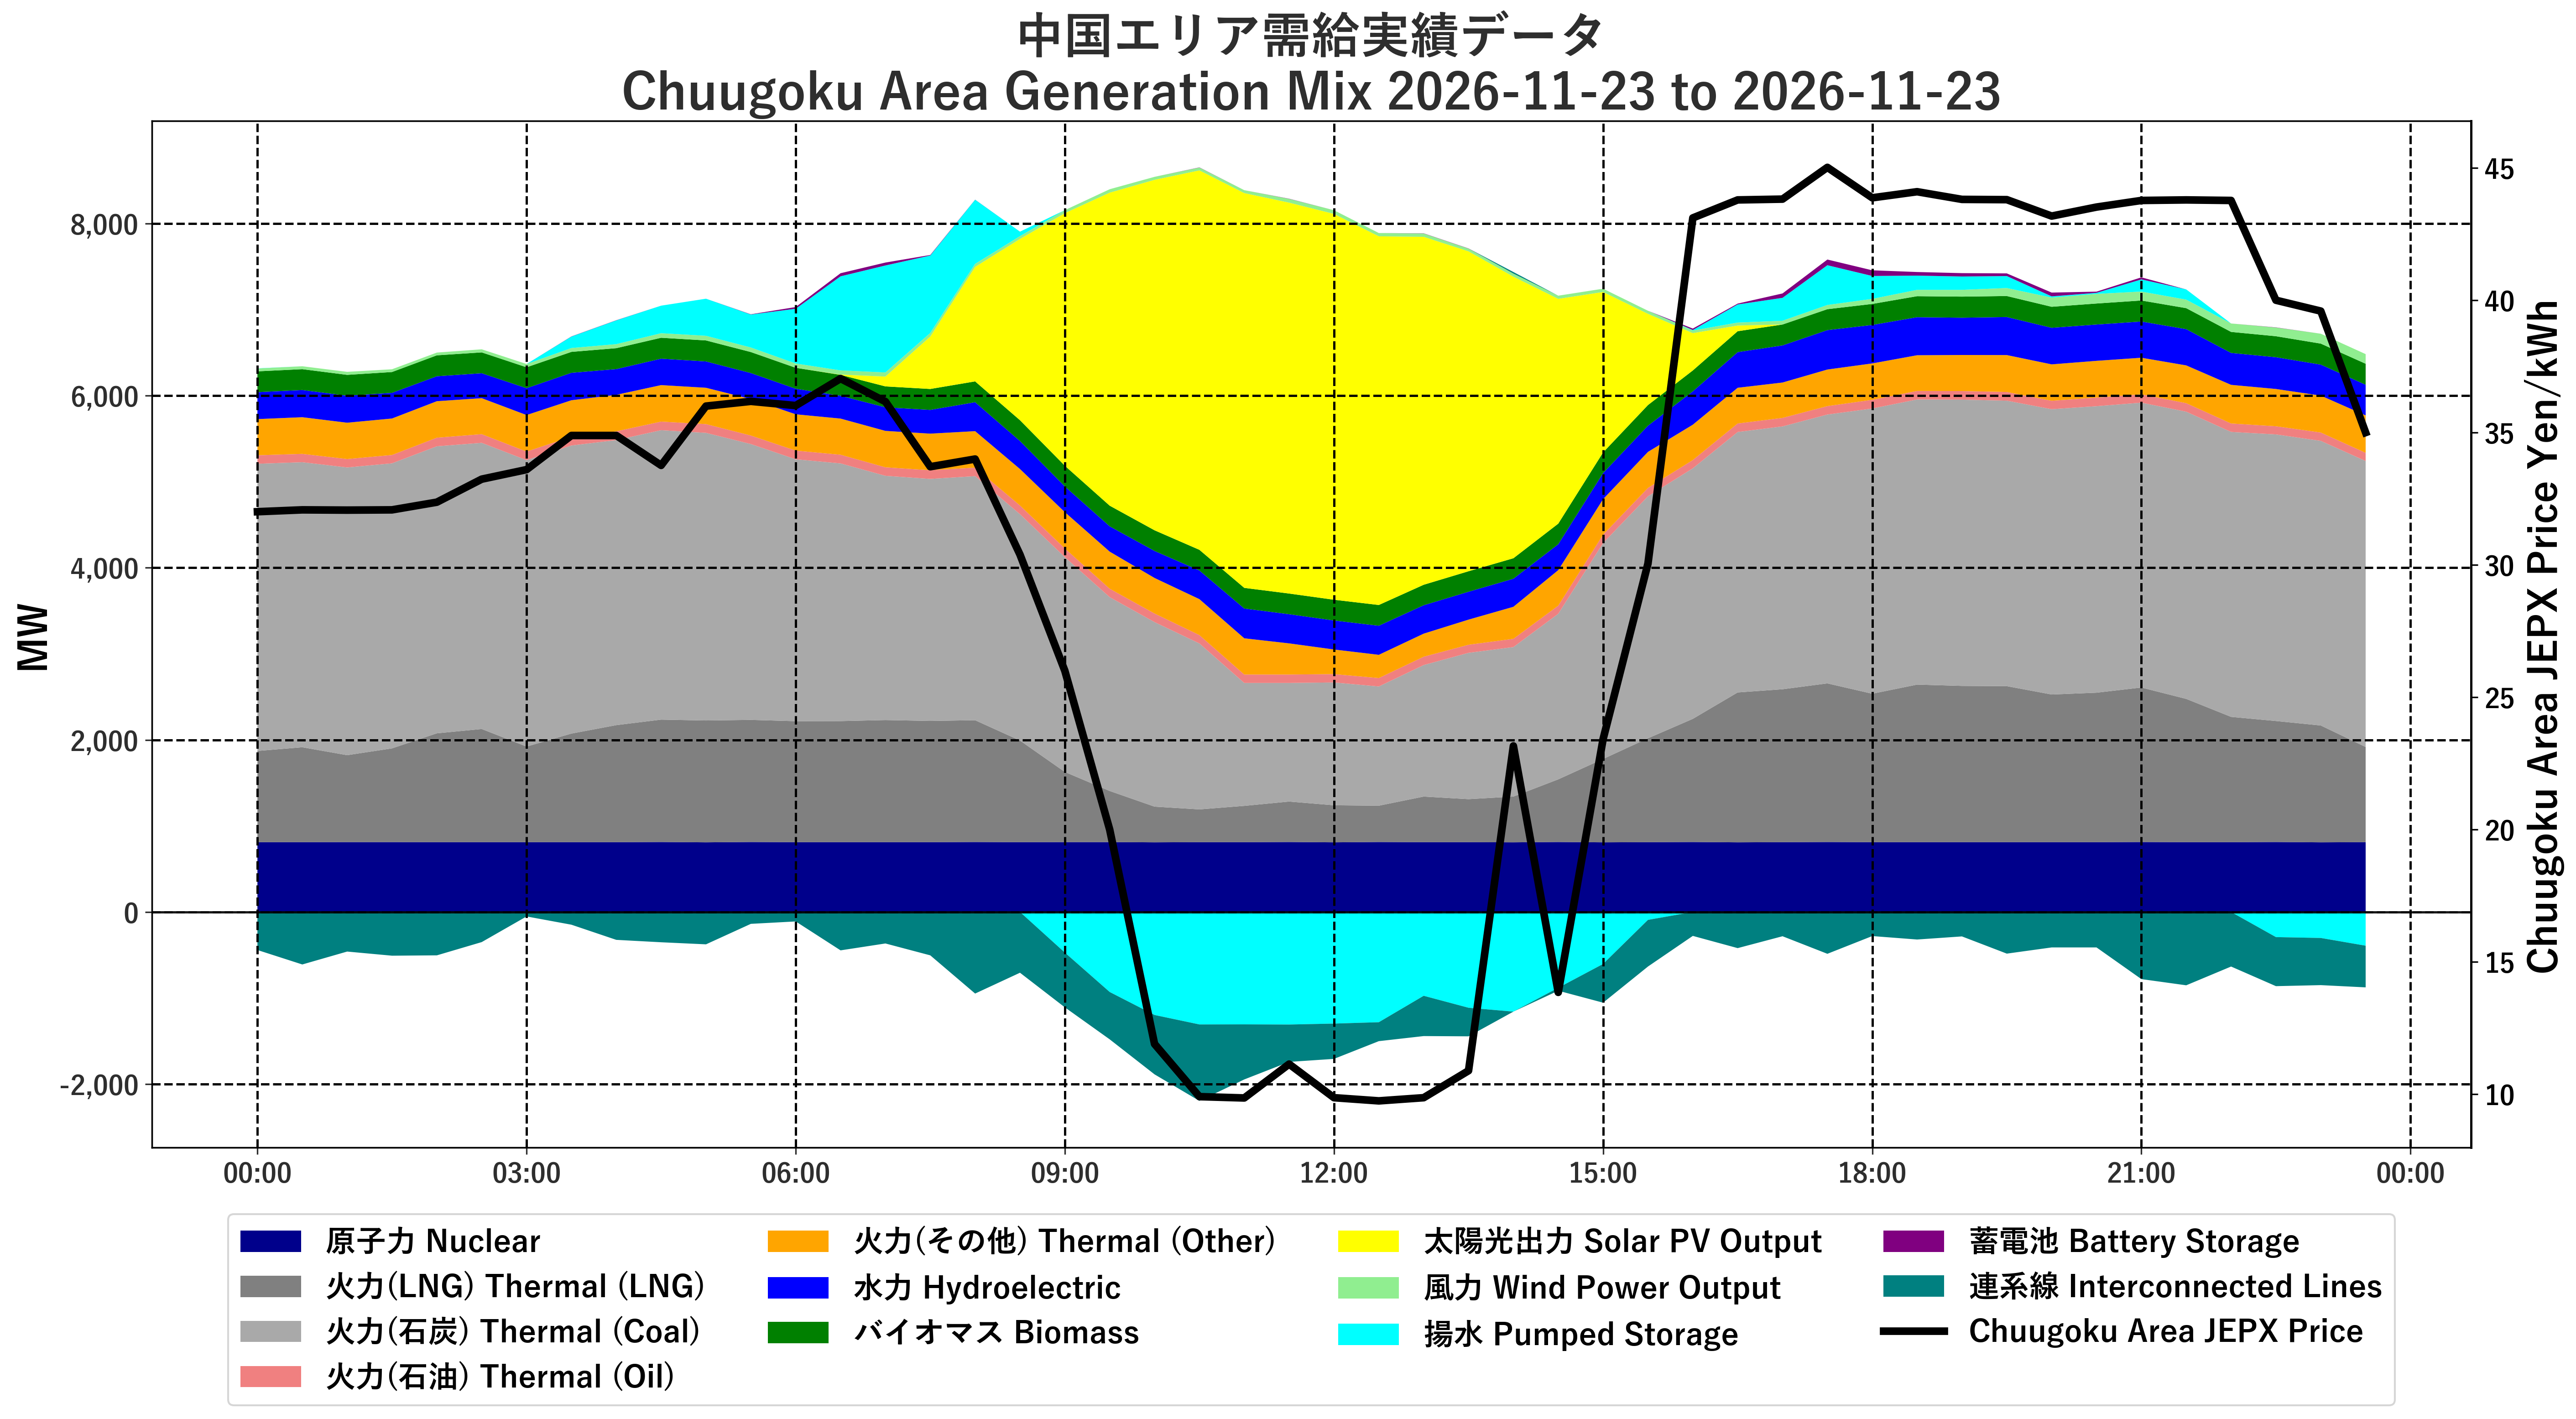 中国エリア需給実績データ
Chuugoku Area Generation Mix 2026-11-23 to 2026-11-23
MW
8,000
6,000
4,000
2,000
0
-2,000
45
40
35
30
25
20
15
10
Chuugoku Area JEPX Price Yen/kWh
00:00 03:00 06:00 09:00 12:00 15:00 18:00 21:00 00:00
原子力 Nuclear
火力(LNG) Thermal (LNG)
火力(石炭) Thermal (Coal)
火力(石油) Thermal (Oil)
火力(その他) Thermal (Other)
水力 Hydroelectric
バイオマス Biomass
太陽光出力 Solar PV Output
風力 Wind Power Output
揚水 Pumped Storage
蓄電池 Battery Storage
連系線 Interconnected Lines
Chuugoku Area JEPX Price